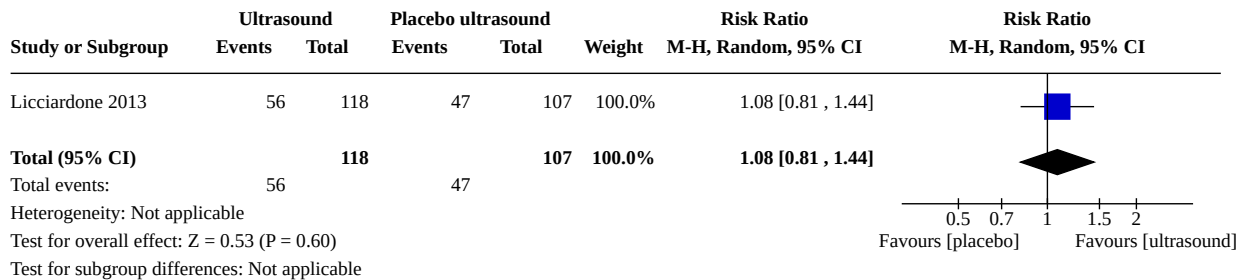 Ultrasound Placebo ultrasound Risk Ratio Risk Ratio
Study or Subgroup Events Total Events Total Weight M-H, Random, 95% CI M-H, Random, 95% CI
Licciardone 2013 56 118 47 107 100.0% 1.08 [0.81 , 1.44]
Total (95% CI) 118 107 100.0% 1.08 [0.81 , 1.44]
Total events: 56 47
Heterogeneity: Not applicable
0.5 0.7 1 1.5 2
Test for overall effect: Z = 0.53 (P = 0.60)
Favours [placebo] Favours [ultrasound]
Test for subgroup differences: Not applicable